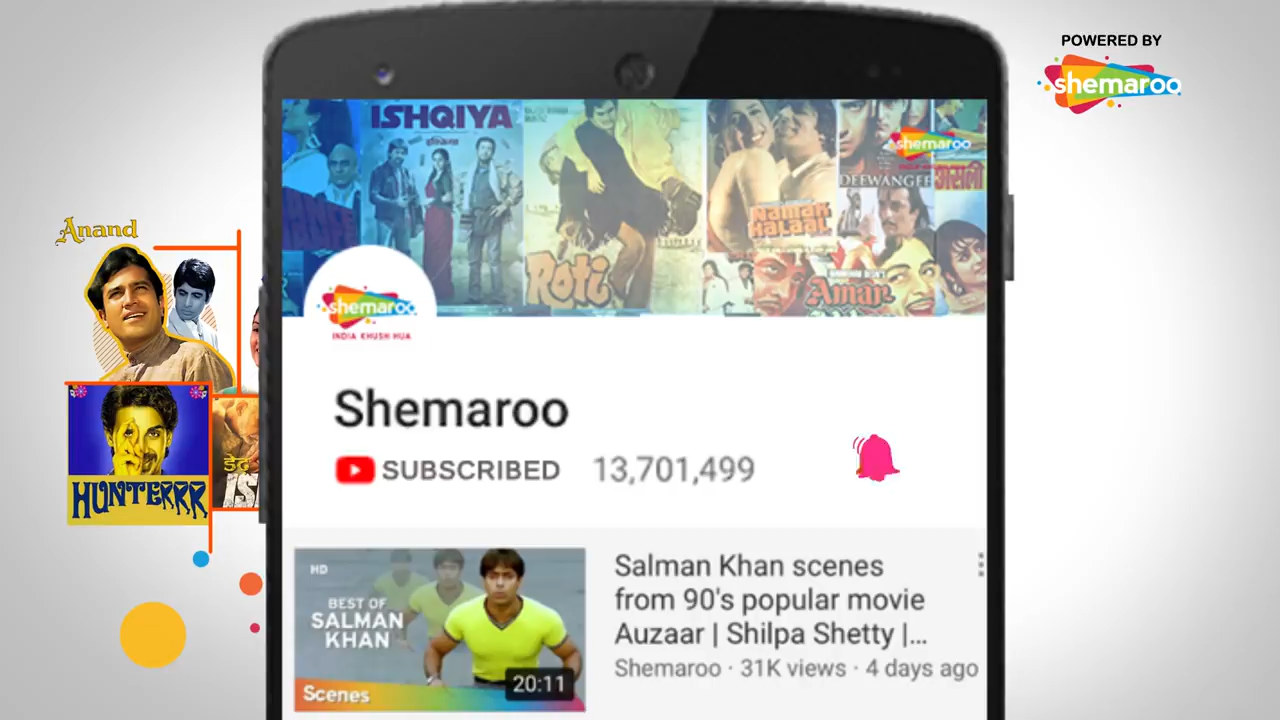 POWERED BY
shemaroo
ISHQIYA
इश्क़िया
shemaroo
DEEWANGEE
असली
NAMAK
HALAAL
Roti
Amar
Anand
shemaroo
INDIA KHUSH HUA
Shemaroo
SUBSCRIBED 13,701,499
HUNTERRR
डेढ़
HD
BEST OF
SALMAN
KHAN
Scenes
20:11
Salman Khan scenes
from 90's popular movie
Auzaar | Shilpa Shetty |...
Shemaroo · 31K views · 4 days ago